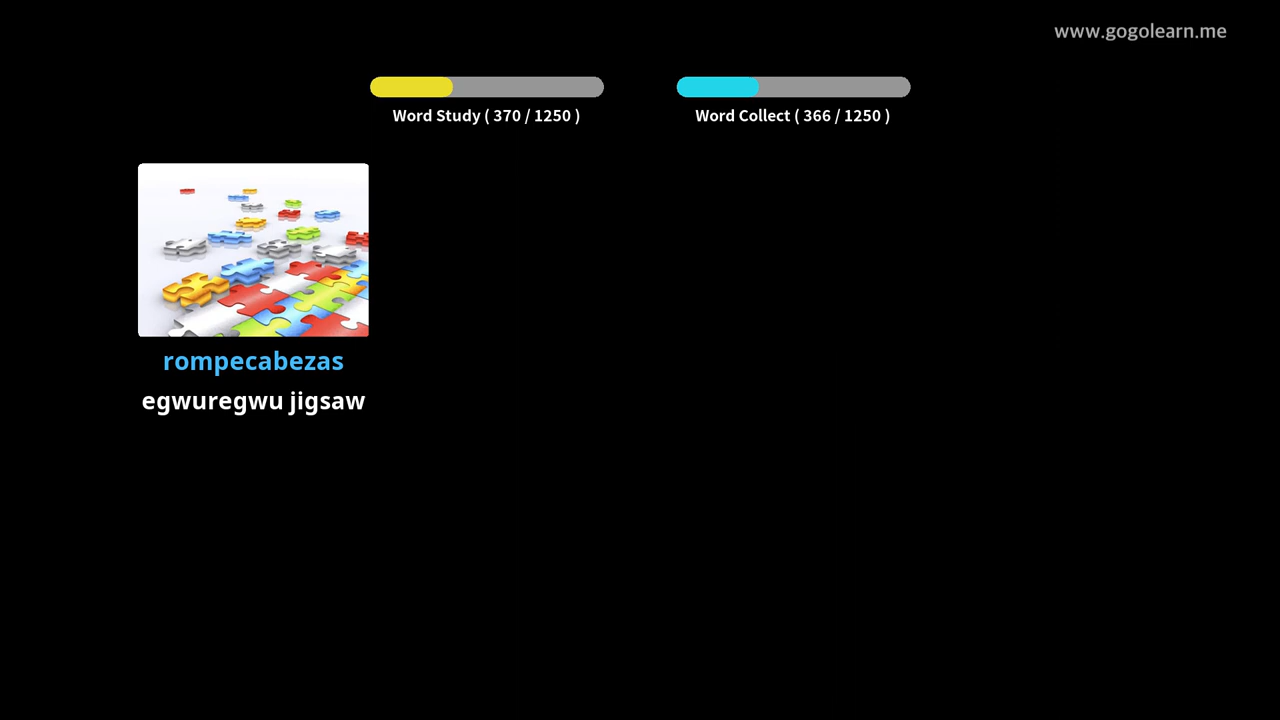 www.gogolearn.me
Word Study ( 370 / 1250 )
Word Collect ( 366 / 1250 )
rompecabezas
egwuregwu jigsaw